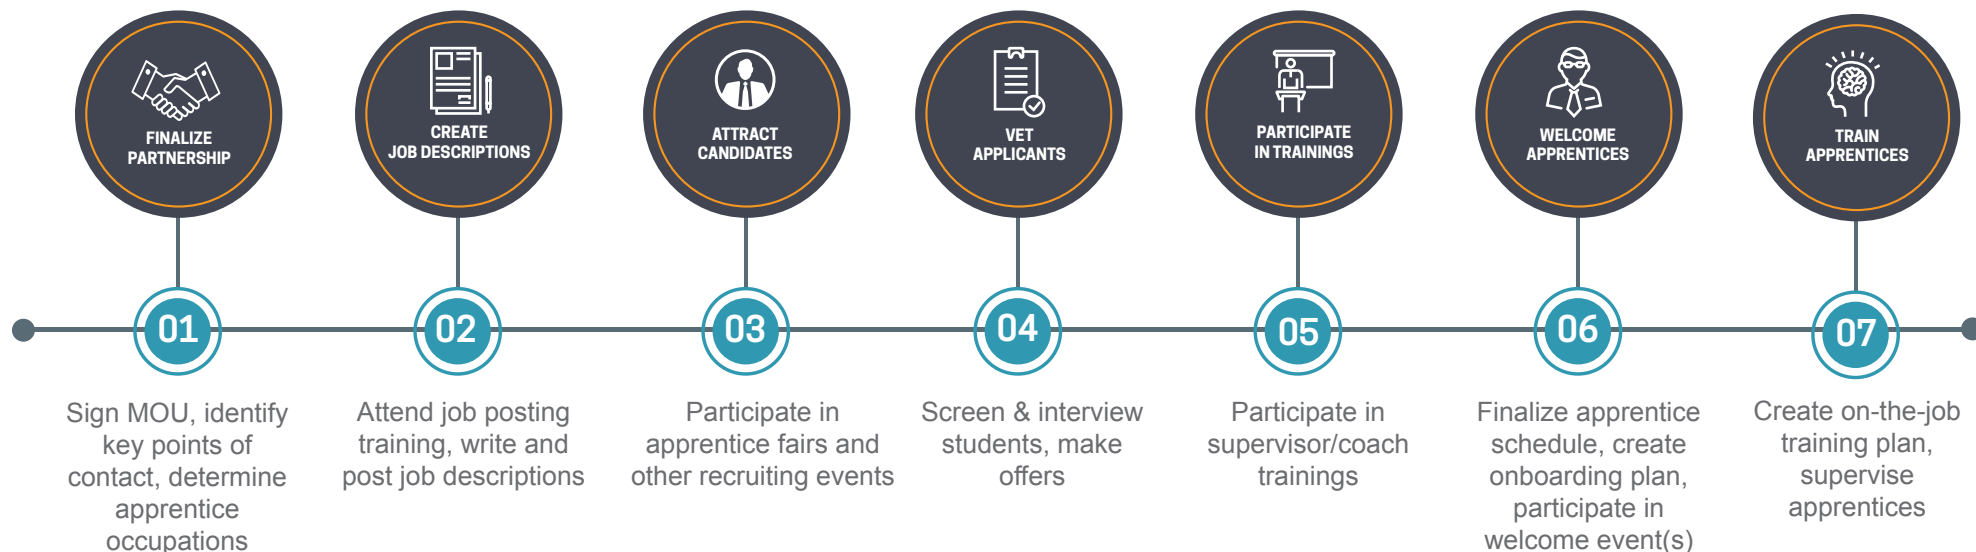 FINALIZE
PARTNERSHIP
CREATE
JOB DESCRIPTIONS
ATTRACT
CANDIDATES
VET
APPLICANTS
PARTICIPATE
IN TRAININGS
WELCOME
APPRENTICES
TRAIN
APPRENTICES
01
02
03
04
05
06
07
Sign MOU, identify
key points of
contact, determine
apprentice
occupations
Attend job posting
training, write and
post job descriptions
Participate in
apprentice fairs and
other recruiting events
Screen & interview
students, make
offers
Participate in
supervisor/coach
trainings
Finalize apprentice
schedule, create
onboarding plan,
participate in
welcome event(s)
Create on-the-job
training plan,
supervise
apprentices